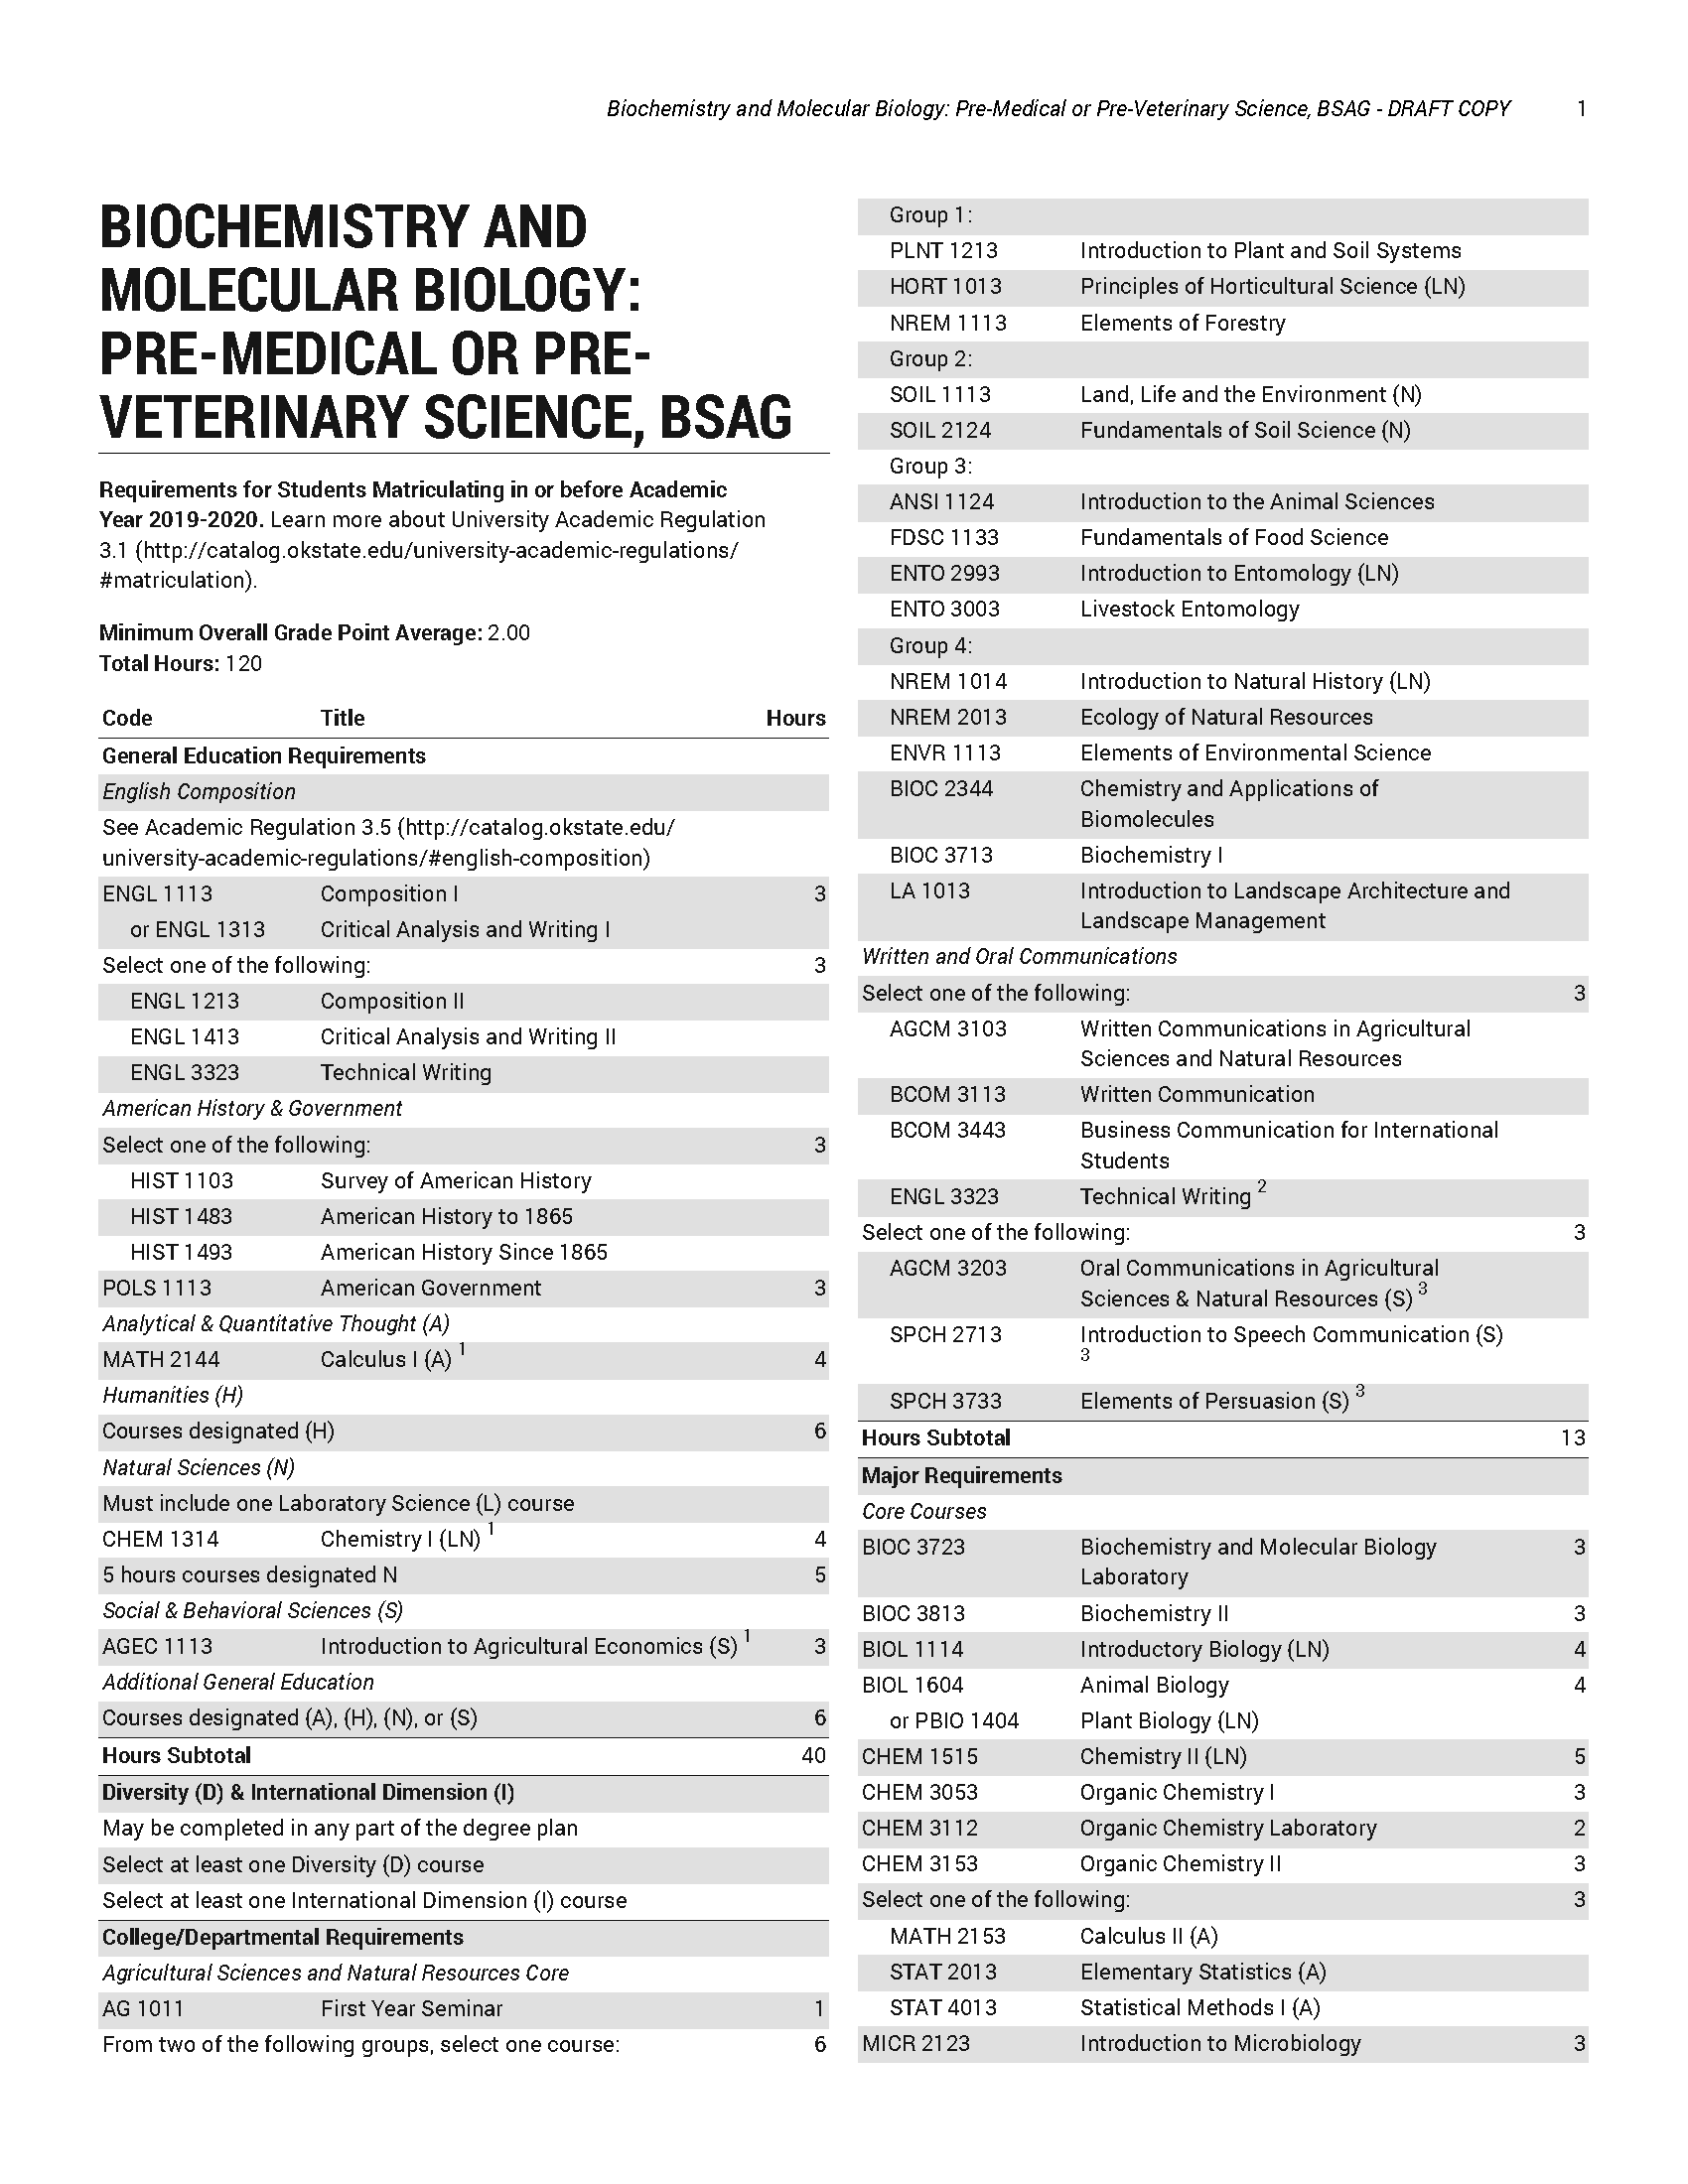 Biochemistry and Molecular Biology: Pre-Medical or Pre-Veterinary Science, BSAG - DRAFT COPY 1
BIOCHEMISTRY AND
MOLECULAR BIOLOGY:
PRE-MEDICAL OR PRE-
VETERINARY SCIENCE, BSAG
Requirements for Students Matriculating in or before Academic
Year 2019-2020. Learn more about University Academic Regulation
3.1 (http://catalog.okstate.edu/university-academic-regulations/
#matriculation).
Minimum Overall Grade Point Average: 2.00
Total Hours: 120
Code Title Hours
General Education Requirements
English Composition
See Academic Regulation 3.5 (http://catalog.okstate.edu/
university-academic-regulations/#english-composition)
ENGL 1113 Composition I 3
or ENGL 1313 Critical Analysis and Writing I
Select one of the following: 3
ENGL 1213 Composition II
ENGL 1413 Critical Analysis and Writing II
ENGL 3323 Technical Writing
American History & Government
Select one of the following: 3
HIST 1103 Survey of American History
HIST 1483 American History to 1865
HIST 1493 American History Since 1865
POLS 1113 American Government 3
Analytical & Quantitative Thought (A)
MATH 2144 Calculus I (A) 1 4
Humanities (H)
Courses designated (H) 6
Natural Sciences (N)
Must include one Laboratory Science (L) course
CHEM 1314 Chemistry I (LN) 1 4
5 hours courses designated N 5
Social & Behavioral Sciences (S)
AGEC 1113 Introduction to Agricultural Economics (S) 1 3
Additional General Education
Courses designated (A), (H), (N), or (S) 6
Hours Subtotal 40
Diversity (D) & International Dimension (I)
May be completed in any part of the degree plan
Select at least one Diversity (D) course
Select at least one International Dimension (I) course
College/Departmental Requirements
Agricultural Sciences and Natural Resources Core
AG 1011 First Year Seminar 1
From two of the following groups, select one course: 6
Group 1:
PLNT 1213 Introduction to Plant and Soil Systems
HORT 1013 Principles of Horticultural Science (LN)
NREM 1113 Elements of Forestry
Group 2:
SOIL 1113 Land, Life and the Environment (N)
SOIL 2124 Fundamentals of Soil Science (N)
Group 3:
ANSI 1124 Introduction to the Animal Sciences
FDSC 1133 Fundamentals of Food Science
ENTO 2993 Introduction to Entomology (LN)
ENTO 3003 Livestock Entomology
Group 4:
NREM 1014 Introduction to Natural History (LN)
NREM 2013 Ecology of Natural Resources
ENVR 1113 Elements of Environmental Science
BIOC 2344 Chemistry and Applications of
Biomolecules
BIOC 3713 Biochemistry I
LA 1013 Introduction to Landscape Architecture and
Landscape Management
Written and Oral Communications
Select one of the following: 3
AGCM 3103 Written Communications in Agricultural
Sciences and Natural Resources
BCOM 3113 Written Communication
BCOM 3443 Business Communication for International
Students
ENGL 3323 Technical Writing 2
Select one of the following: 3
AGCM 3203 Oral Communications in Agricultural
Sciences & Natural Resources (S) 3
SPCH 2713 Introduction to Speech Communication (S)
3
SPCH 3733 Elements of Persuasion (S) 3
Hours Subtotal 13
Major Requirements
Core Courses
BIOC 3723 Biochemistry and Molecular Biology 3
Laboratory
BIOC 3813 Biochemistry II 3
BIOL 1114 Introductory Biology (LN) 4
BIOL 1604 Animal Biology 4
or PBIO 1404 Plant Biology (LN)
CHEM 1515 Chemistry II (LN) 5
CHEM 3053 Organic Chemistry I 3
CHEM 3112 Organic Chemistry Laboratory 2
CHEM 3153 Organic Chemistry II 3
Select one of the following: 3
MATH 2153 Calculus II (A)
STAT 2013 Elementary Statistics (A)
STAT 4013 Statistical Methods I (A)
MICR 2123 Introduction to Microbiology 3